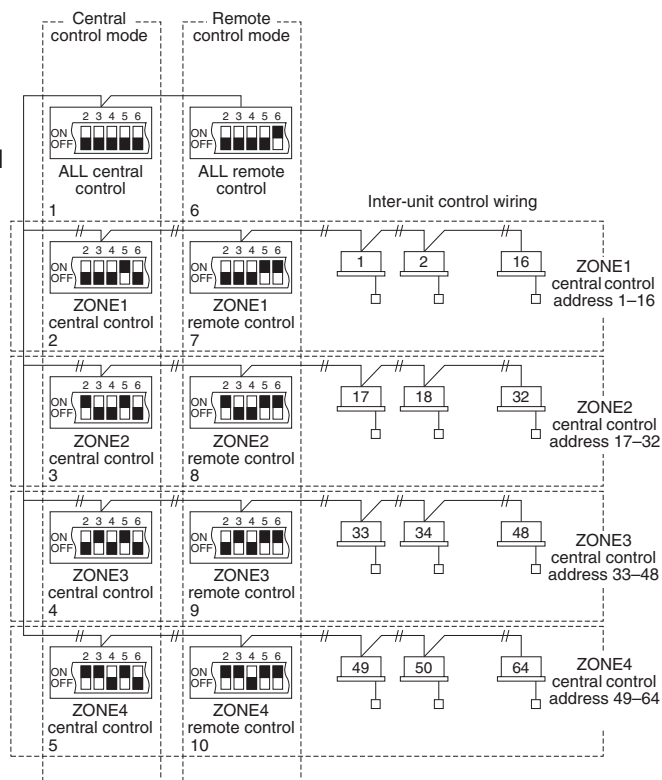 Central
control mode
Remote
control mode
2 3 4 5 6
ON
OFF
ALL central
control
1
2 3 4 5 6
ON
OFF
ALL remote
control
6
Inter-unit control wiring
2 3 4 5 6
ON
OFF
ZONE1
central control
2
2 3 4 5 6
ON
OFF
ZONE1
remote control
7
1
2
16
ZONE1
central control
address 1–16
2 3 4 5 6
ON
OFF
ZONE2
central control
3
2 3 4 5 6
ON
OFF
ZONE2
remote control
8
17
18
32
ZONE2
central control
address 17–32
2 3 4 5 6
ON
OFF
ZONE3
central control
4
2 3 4 5 6
ON
OFF
ZONE3
remote control
9
33
34
48
ZONE3
central control
address 33–48
2 3 4 5 6
ON
OFF
ZONE4
central control
5
2 3 4 5 6
ON
OFF
ZONE4
remote control
10
49
50
64
ZONE4
central control
address 49–64